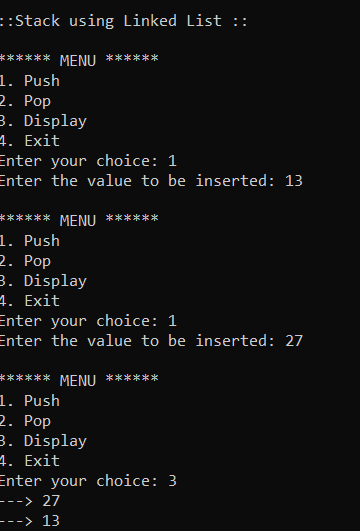 ::Stack using Linked List ::
****** MENU ******
1. Push
2. Pop
3. Display
4. Exit
Enter your choice: 1
Enter the value to be inserted: 13
****** MENU ******
1. Push
2. Pop
3. Display
4. Exit
Enter your choice: 1
Enter the value to be inserted: 27
****** MENU ******
1. Push
2. Pop
3. Display
4. Exit
Enter your choice: 3
---> 27
---> 13